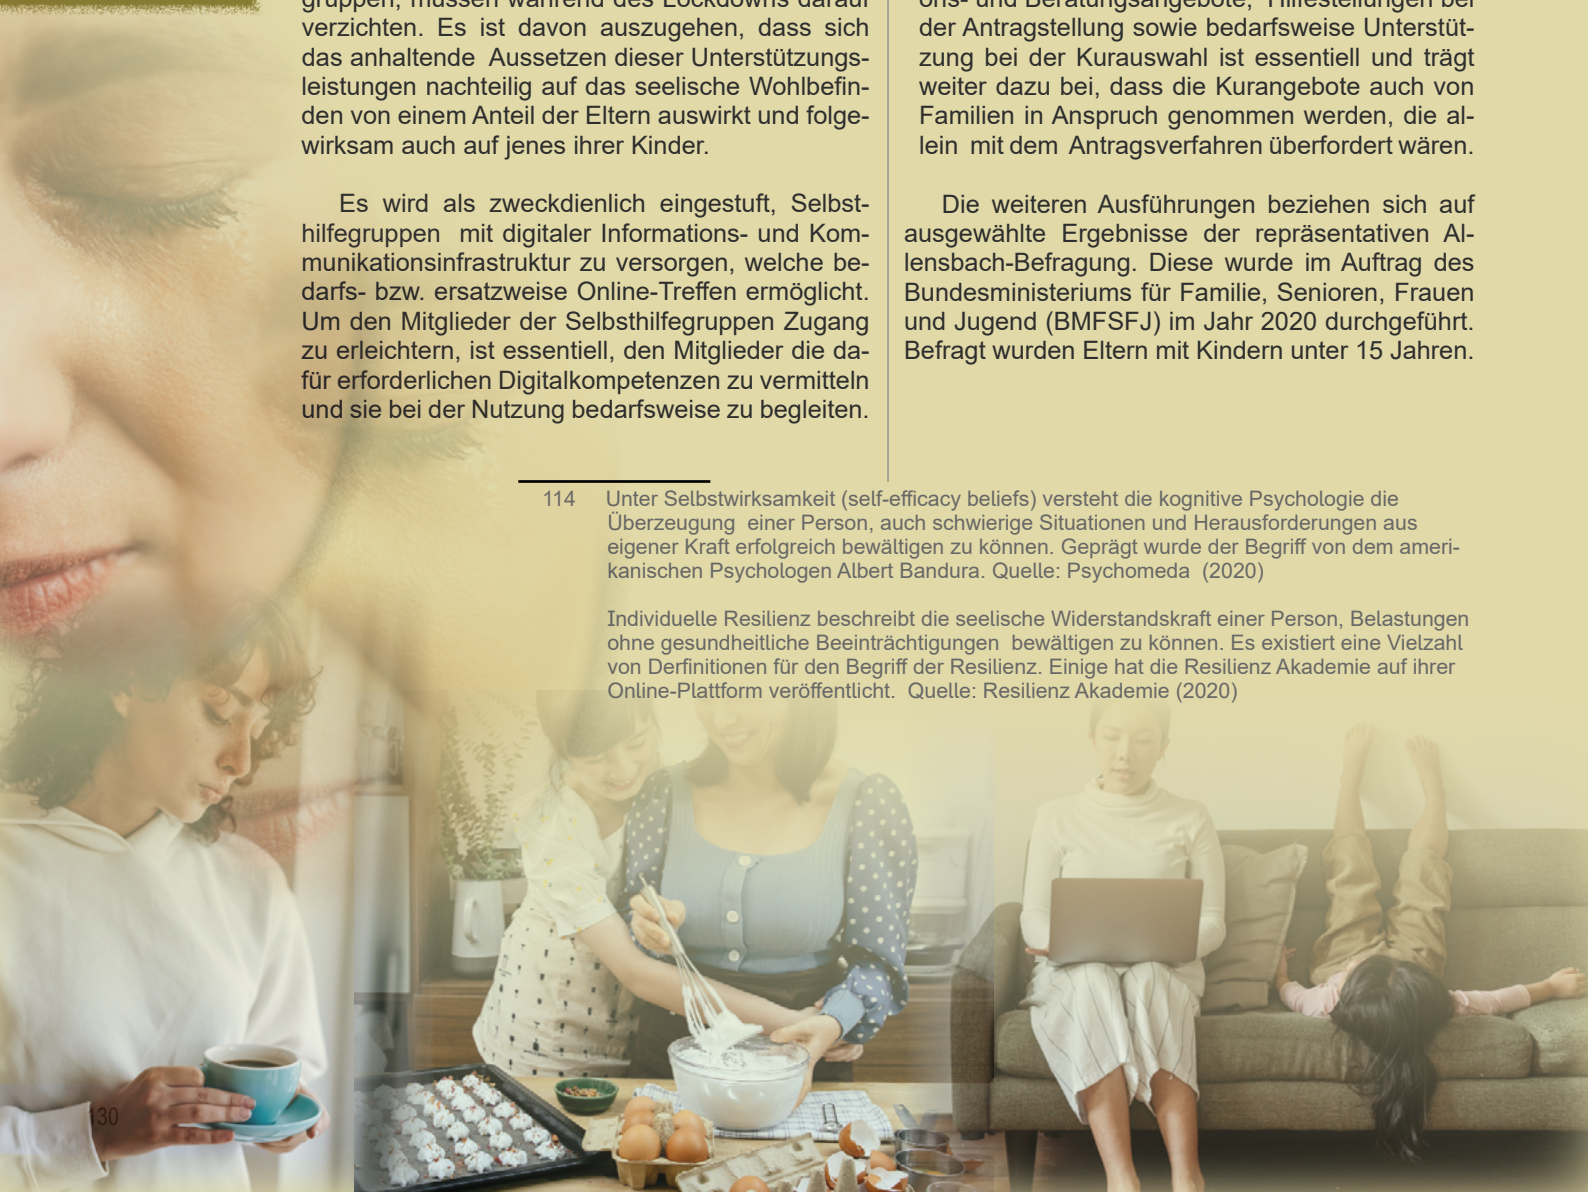 gruppen, müssen während des Lockdowns darauf
verzichten. Es ist davon auszugehen, dass sich
das anhaltende Aussetzen dieser Unterstützungs-
leistungen nachteilig auf das seelische Wohlbefin-
den von einem Anteil der Eltern auswirkt und folge-
wirksam auch auf jenes ihrer Kinder.
Es wird als zweckdienlich eingestuft, Selbst-
hilfegruppen mit digitaler Informations- und Kom-
munikationsinfrastruktur zu versorgen, welche be-
darfs- bzw. ersatzweise Online-Treffen ermöglicht.
Um den Mitglieder der Selbsthilfegruppen Zugang
zu erleichtern, ist essentiell, den Mitglieder die da-
für erforderlichen Digitalkompetenzen zu vermitteln
und sie bei der Nutzung bedarfsweise zu begleiten.
ons- und Beratungsangebote, Hilfestellungen bei
der Antragstellung sowie bedarfsweise Unterstüt-
zung bei der Kurauswahl ist essentiell und trägt
weiter dazu bei, dass die Kurangebote auch von
Familien in Anspruch genommen werden, die al-
lein mit dem Antragsverfahren überfordert wären.
Die weiteren Ausführungen beziehen sich auf
ausgewählte Ergebnisse der repräsentativen Al-
lensbach-Befragung. Diese wurde im Auftrag des
Bundesministeriums für Familie, Senioren, Frauen
und Jugend (BMFSFJ) im Jahr 2020 durchgeführt.
Befragt wurden Eltern mit Kindern unter 15 Jahren.
114 Unter Selbstwirksamkeit (self-efficacy beliefs) versteht die kognitive Psychologie die
Überzeugung einer Person, auch schwierige Situationen und Herausforderungen aus
eigener Kraft erfolgreich bewältigen zu können. Geprägt wurde der Begriff von dem ameri-
kanischen Psychologen Albert Bandura. Quelle: Psychomeda (2020)
Individuelle Resilienz beschreibt die seelische Widerstandskraft einer Person, Belastungen
ohne gesundheitliche Beeinträchtigungen bewältigen zu können. Es existiert eine Vielzahl
von Derfinitionen für den Begriff der Resilienz. Einige hat die Resilienz Akademie auf ihrer
Online-Plattform veröffentlicht. Quelle: Resilienz Akademie (2020)
130